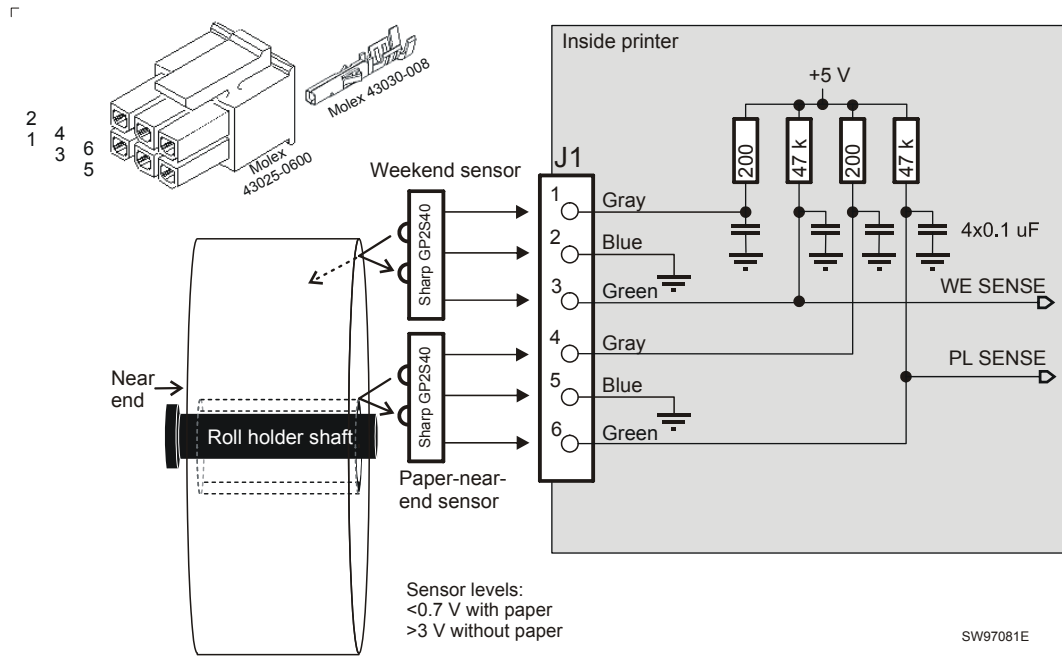 Inside printer
Molex 43030-008
+5 V
2
1
4
3
6
5
Molex
43025-0600
200
47 k
200
47 k
J1
Weekend sensor
1
Gray
Sharp GP2S40
2
Blue
4x0.1 uF
3
Green
WE SENSE
4
Gray
Sharp GP2S40
PL SENSE
Near
end
5
Blue
Roll holder shaft
6
Green
Paper-near-
end sensor
Sensor levels:
<0.7 V with paper
>3 V without paper
SW97081E